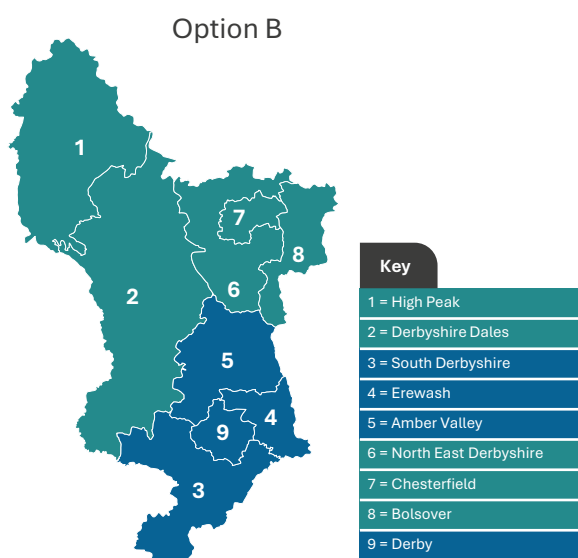 Option B
1
7
8
2
6
5
4
9
3
Key
1 = High Peak
2 = Derbyshire Dales
3 = South Derbyshire
4 = Erewash
5 = Amber Valley
6 = North East Derbyshire
7 = Chesterfield
8 = Bolsover
9 = Derby